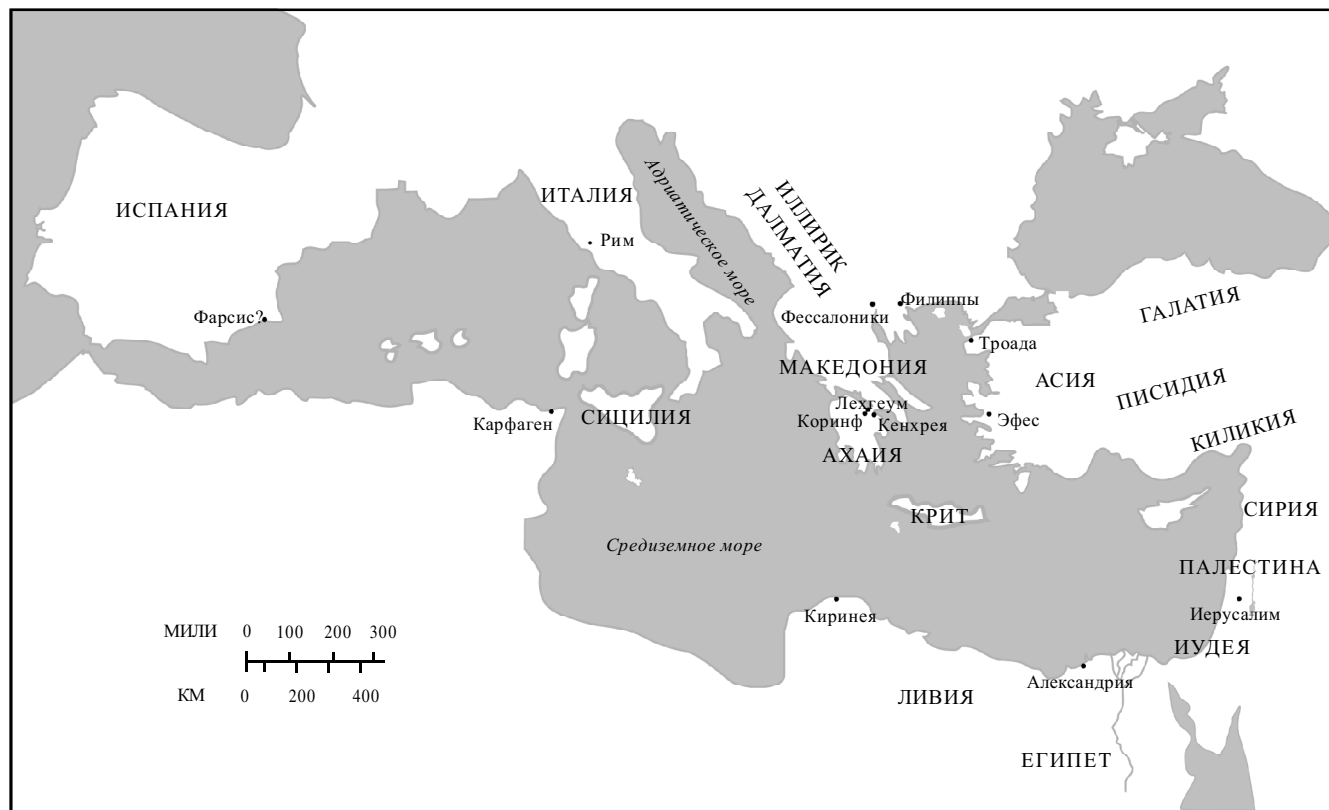 ИСПАНИЯ
ИТАЛИЯ
Рим
Адриатическое море
ИЛЛИРИК
ДАЛМАТИЯ
Фарсис?
Филиппы
Фессалоники
ГАЛАТИЯ
Троада
МАКЕДОНИЯ
АСИЯ
ПИСИДИЯ
Карфаген
СИЦИЛИЯ
Лехгеум
Коринф
Кенхрея
Эфес
КИЛИКИЯ
АХАИЯ
КРИТ
СИРИЯ
Средиземное море
ПАЛЕСТИНА
Киринея
Иерусалим
МИЛИ 0 100 200 300
ИУДЕЯ
КМ 0 200 400
ЛИВИЯ
Александрия
ЕГИПЕТ